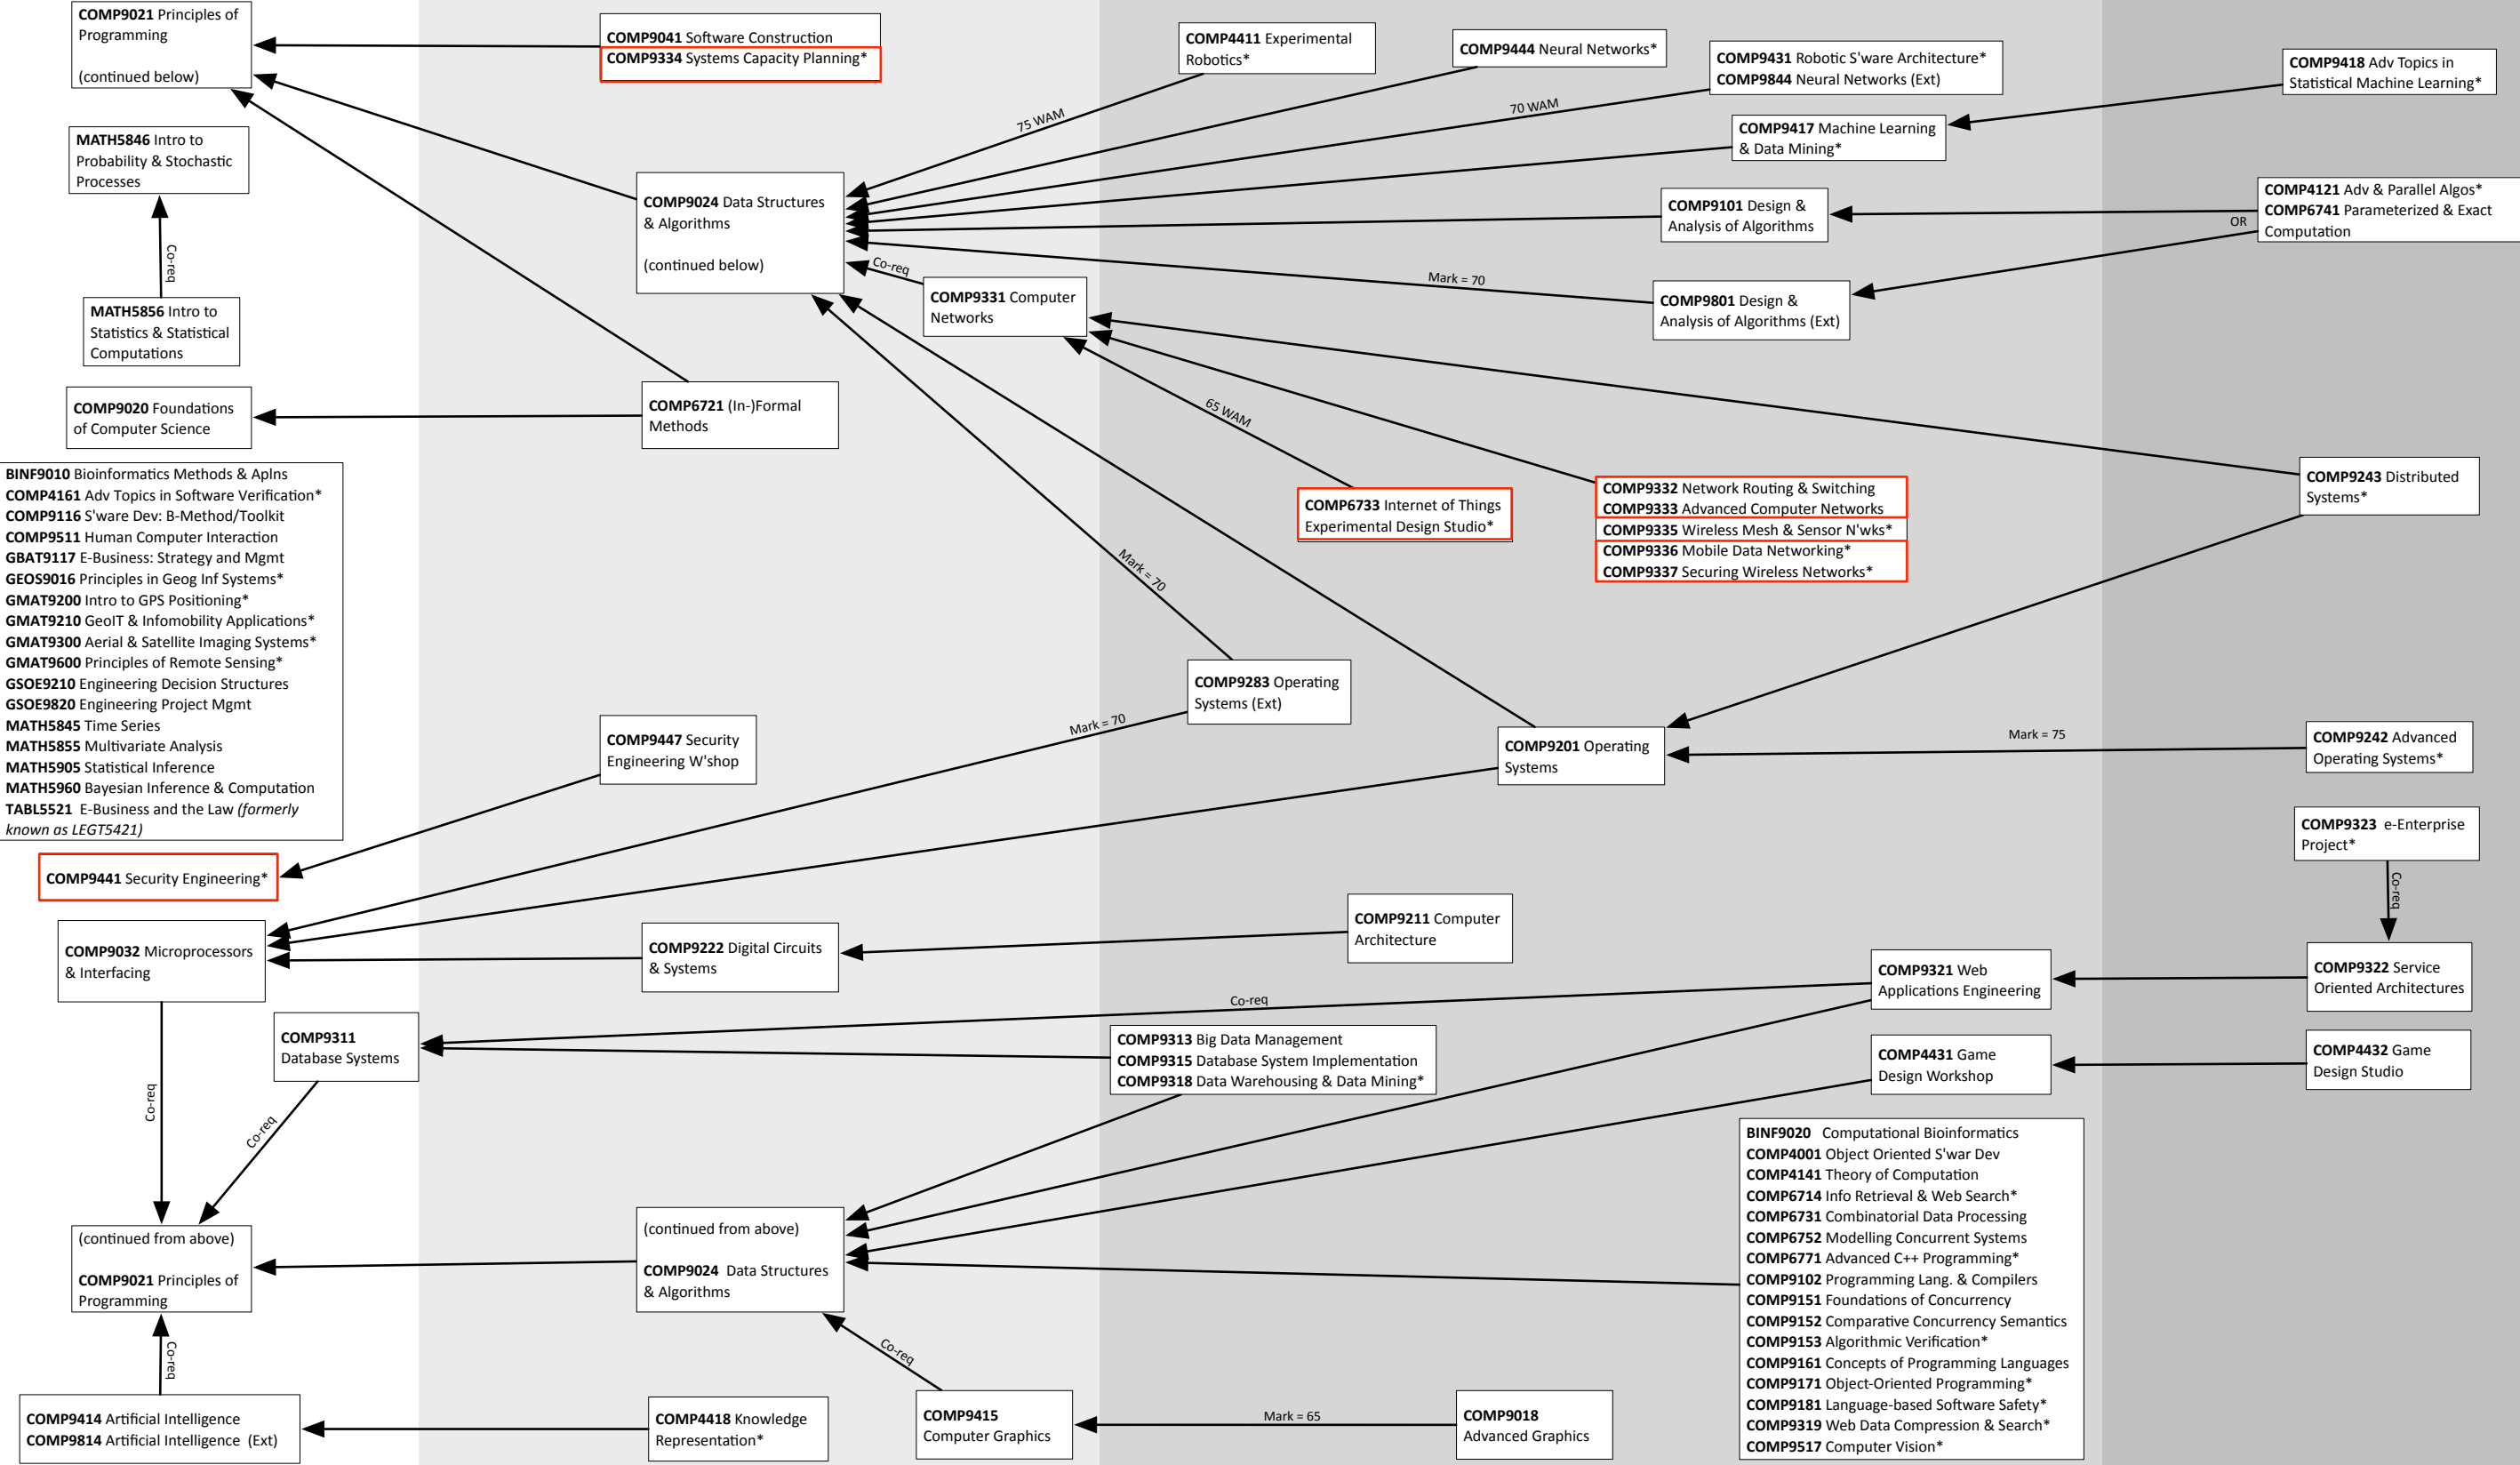 COMP9021 Principles of
Programming
(continued below)
COMP9041 Software Construction
COMP9334 Systems Capacity Planning*
COMP4411 Experimental
Robotics*
COMP9444 Neural Networks*
COMP9431 Robotic S'ware Architecture*
COMP9844 Neural Networks (Ext)
COMP9418 Adv Topics in
Statistical Machine Learning*
75 WAM
70 WAM
COMP9417 Machine Learning
& Data Mining*
MATH5846 Intro to
Probability & Stochastic
Processes
COMP9024 Data Structures
& Algorithms
(continued below)
COMP9101 Design &
Analysis of Algorithms
COMP4121 Adv & Parallel Algos*
COMP6741 Parameterized & Exact
Computation
OR
Co-req
Co-req
Mark = 70
COMP9331 Computer
Networks
COMP9801 Design &
Analysis of Algorithms (Ext)
MATH5856 Intro to
Statistics & Statistical
Computations
COMP9020 Foundations
of Computer Science
COMP6721 (In-)Formal
Methods
65 WAM
BINF9010 Bioinformatics Methods & Aplns
COMP4161 Adv Topics in Software Verification*
COMP9116 S'ware Dev: B-Method/Toolkit
COMP9511 Human Computer Interaction
GBAT9117 E-Business: Strategy and Mgmt
GEOS9016 Principles in Geog Inf Systems*
GMAT9200 Intro to GPS Positioning*
GMAT9210 GeoIT & Infomobility Applications*
GMAT9300 Aerial & Satellite Imaging Systems*
GMAT9600 Principles of Remote Sensing*
GSOE9210 Engineering Decision Structures
GSOE9820 Engineering Project Mgmt
MATH5845 Time Series
MATH5855 Multivariate Analysis
MATH5905 Statistical Inference
MATH5960 Bayesian Inference & Computation
TABL5521 E-Business and the Law (formerly
known as LEGT5421)
COMP6733 Internet of Things
Experimental Design Studio*
COMP9332 Network Routing & Switching
COMP9333 Advanced Computer Networks
COMP9335 Wireless Mesh & Sensor N'wks*
COMP9336 Mobile Data Networking*
COMP9337 Securing Wireless Networks*
COMP9243 Distributed
Systems*
Mark = 70
COMP9283 Operating
Systems (Ext)
Mark = 70
COMP9447 Security
Engineering W'shop
COMP9201 Operating
Systems
Mark = 75
COMP9242 Advanced
Operating Systems*
COMP9323 e-Enterprise
Project*
Co-req
COMP9441 Security Engineering*
COMP9032 Microprocessors
& Interfacing
COMP9222 Digital Circuits
& Systems
COMP9211 Computer
Architecture
COMP9321 Web
Applications Engineering
COMP9322 Service
Oriented Architectures
Co-req
COMP9311
Database Systems
COMP9313 Big Data Management
COMP9315 Database System Implementation
COMP9318 Data Warehousing & Data Mining*
COMP4431 Game
Design Workshop
COMP4432 Game
Design Studio
Co-req
Co-req
BINF9020 Computational Bioinformatics
COMP4001 Object Oriented S'war Dev
COMP4141 Theory of Computation
COMP6714 Info Retrieval & Web Search*
COMP6731 Combinatorial Data Processing
COMP6752 Modelling Concurrent Systems
COMP6771 Advanced C++ Programming*
COMP9102 Programming Lang. & Compilers
COMP9151 Foundations of Concurrency
COMP9152 Comparative Concurrency Semantics
COMP9153 Algorithmic Verification*
COMP9161 Concepts of Programming Languages
COMP9171 Object-Oriented Programming*
COMP9181 Language-based Software Safety*
COMP9319 Web Data Compression & Search*
COMP9517 Computer Vision*
(continued from above)
COMP9021 Principles of
Programming
(continued from above)
COMP9024 Data Structures
& Algorithms
Co-req
Co-req
COMP9414 Artificial Intelligence
COMP9814 Artificial Intelligence (Ext)
COMP4418 Knowledge
Representation*
COMP9415
Computer Graphics
Mark = 65
COMP9018
Advanced Graphics